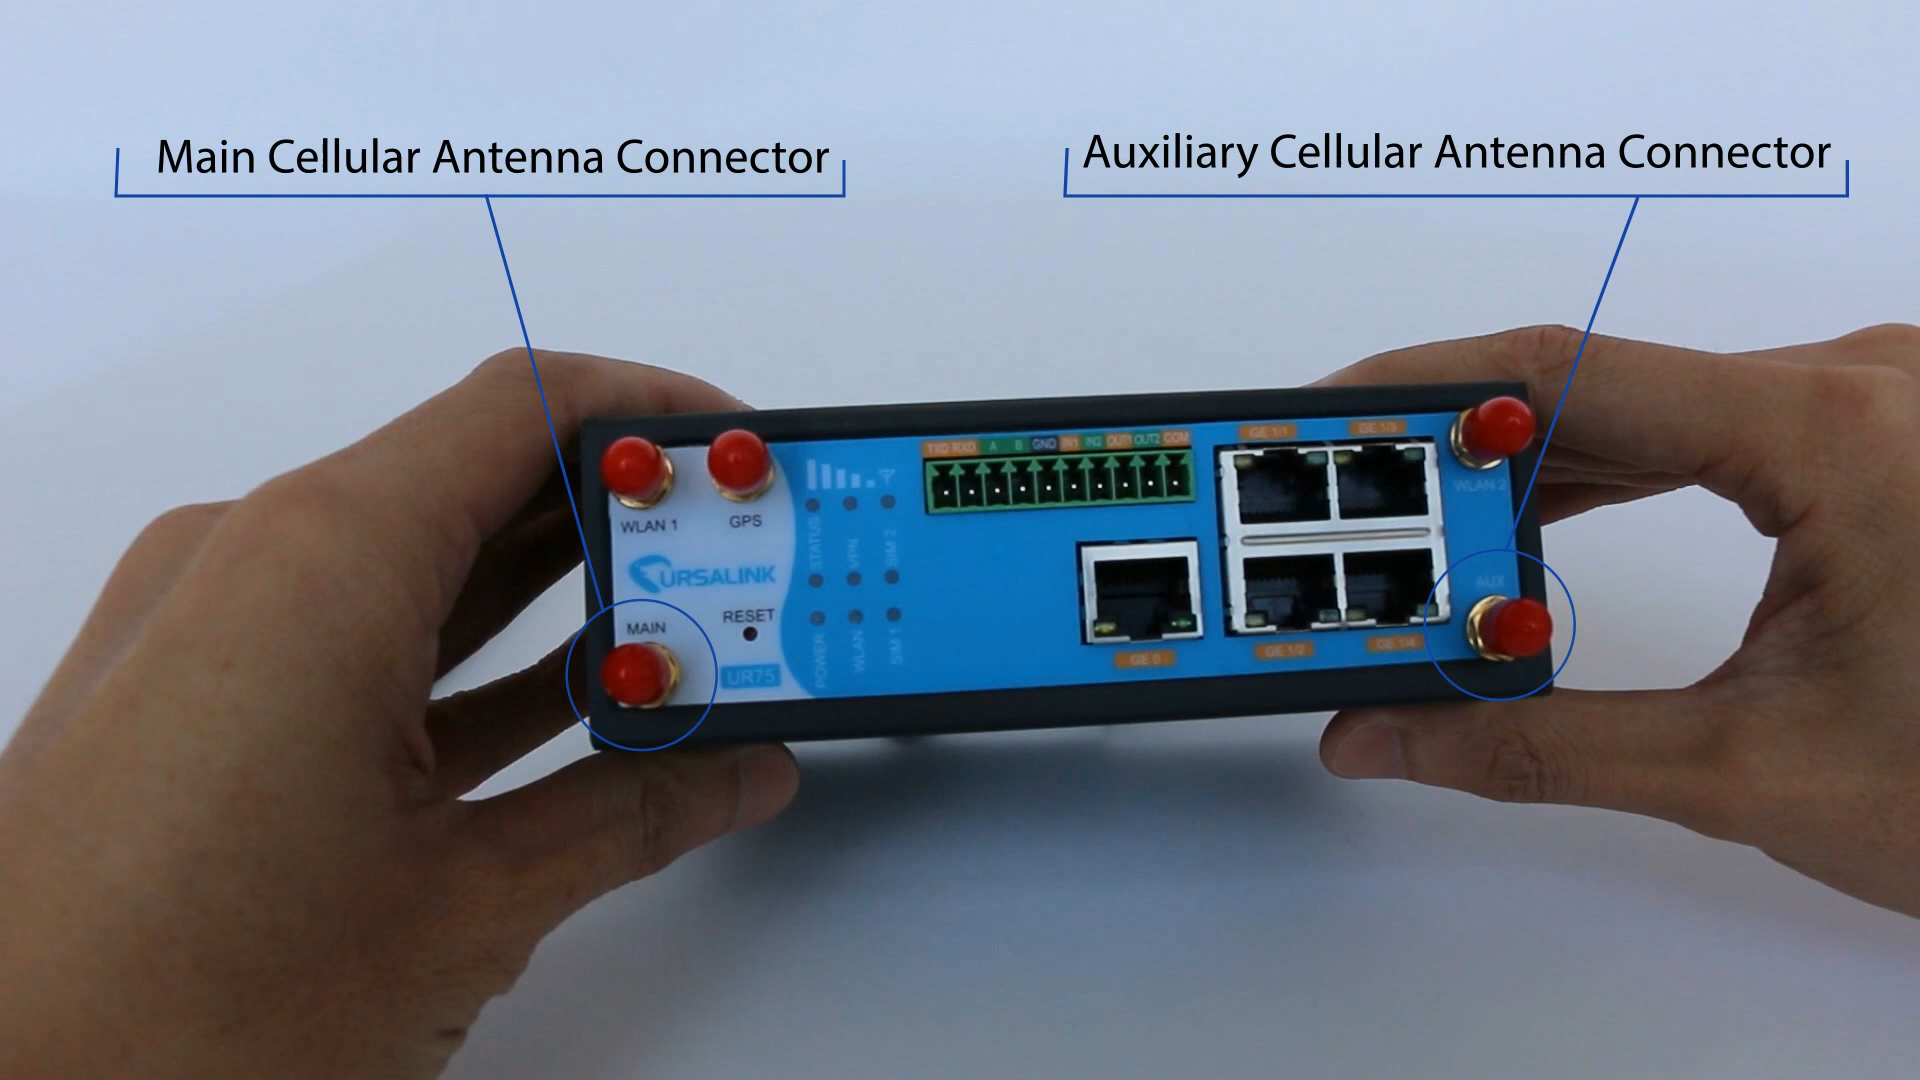 Main Cellular Antenna Connector
Auxiliary Cellular Antenna Connector
TXD RXD A B GND IN1 IN2 OUT1 OUT2 COM
GE 1/1
GE 1/3
WLAN 1
GPS
WLAN 2
URSALINK
STATUS
VPN
SIM 2
RESET
MAIN
AUX
UR75
POWER
WLAN
SIM 1
GE 0
GE 1/2
GE 1/4